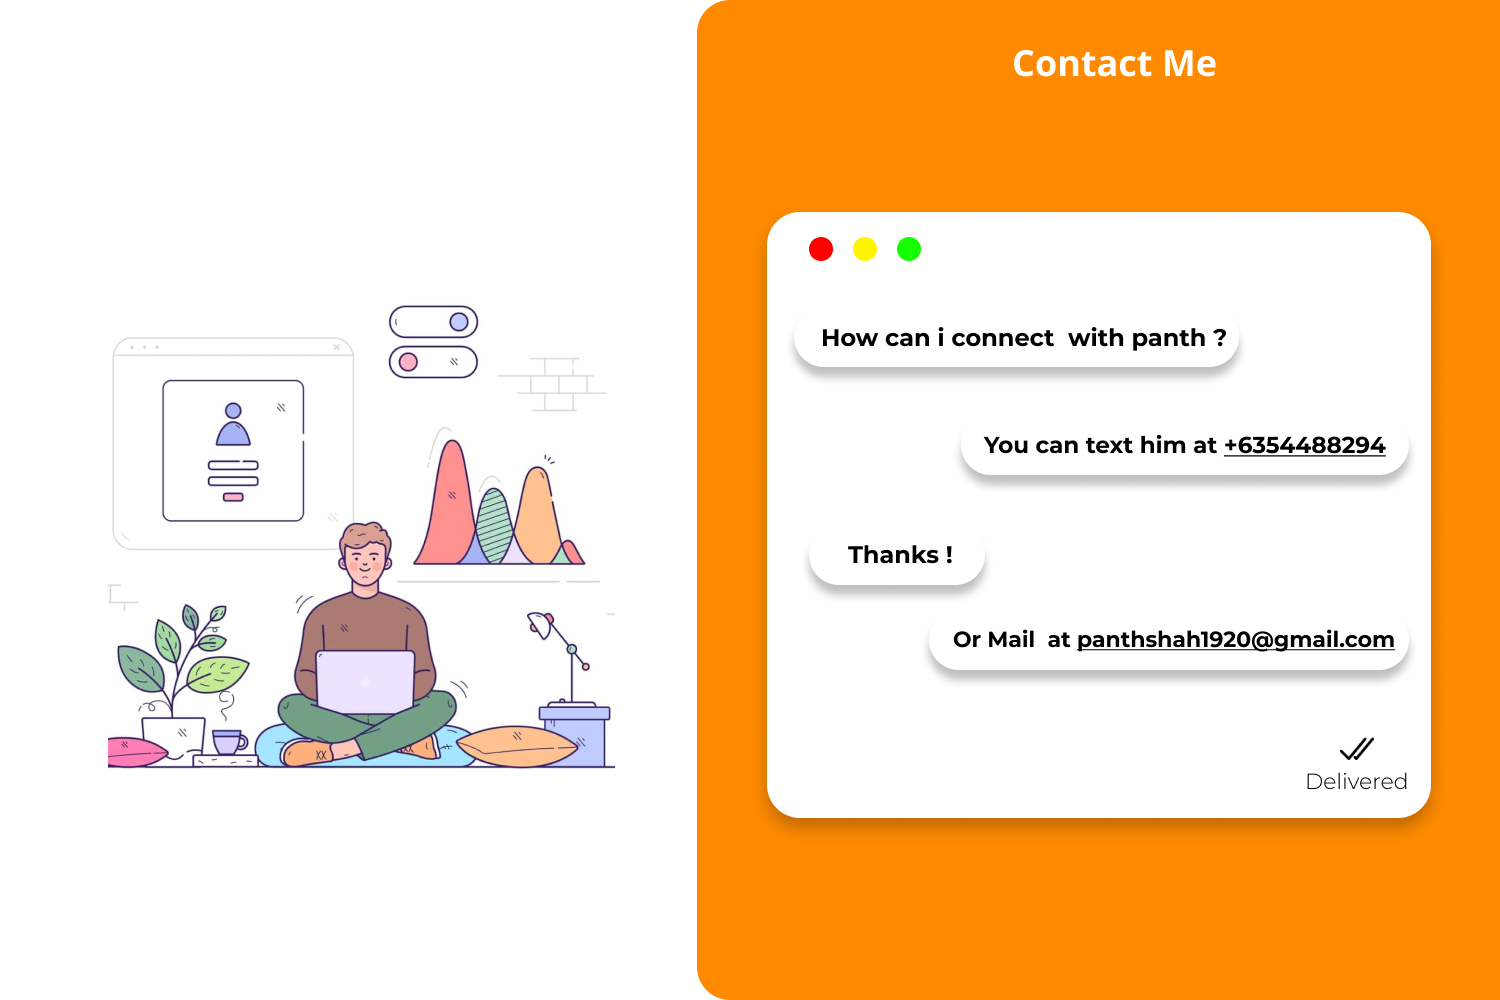 Contact Me
How can i connect  with panth ?
You can text him at +6354488294
Thanks !
Or Mail  at panthshah1920@gmail.com
Delivered